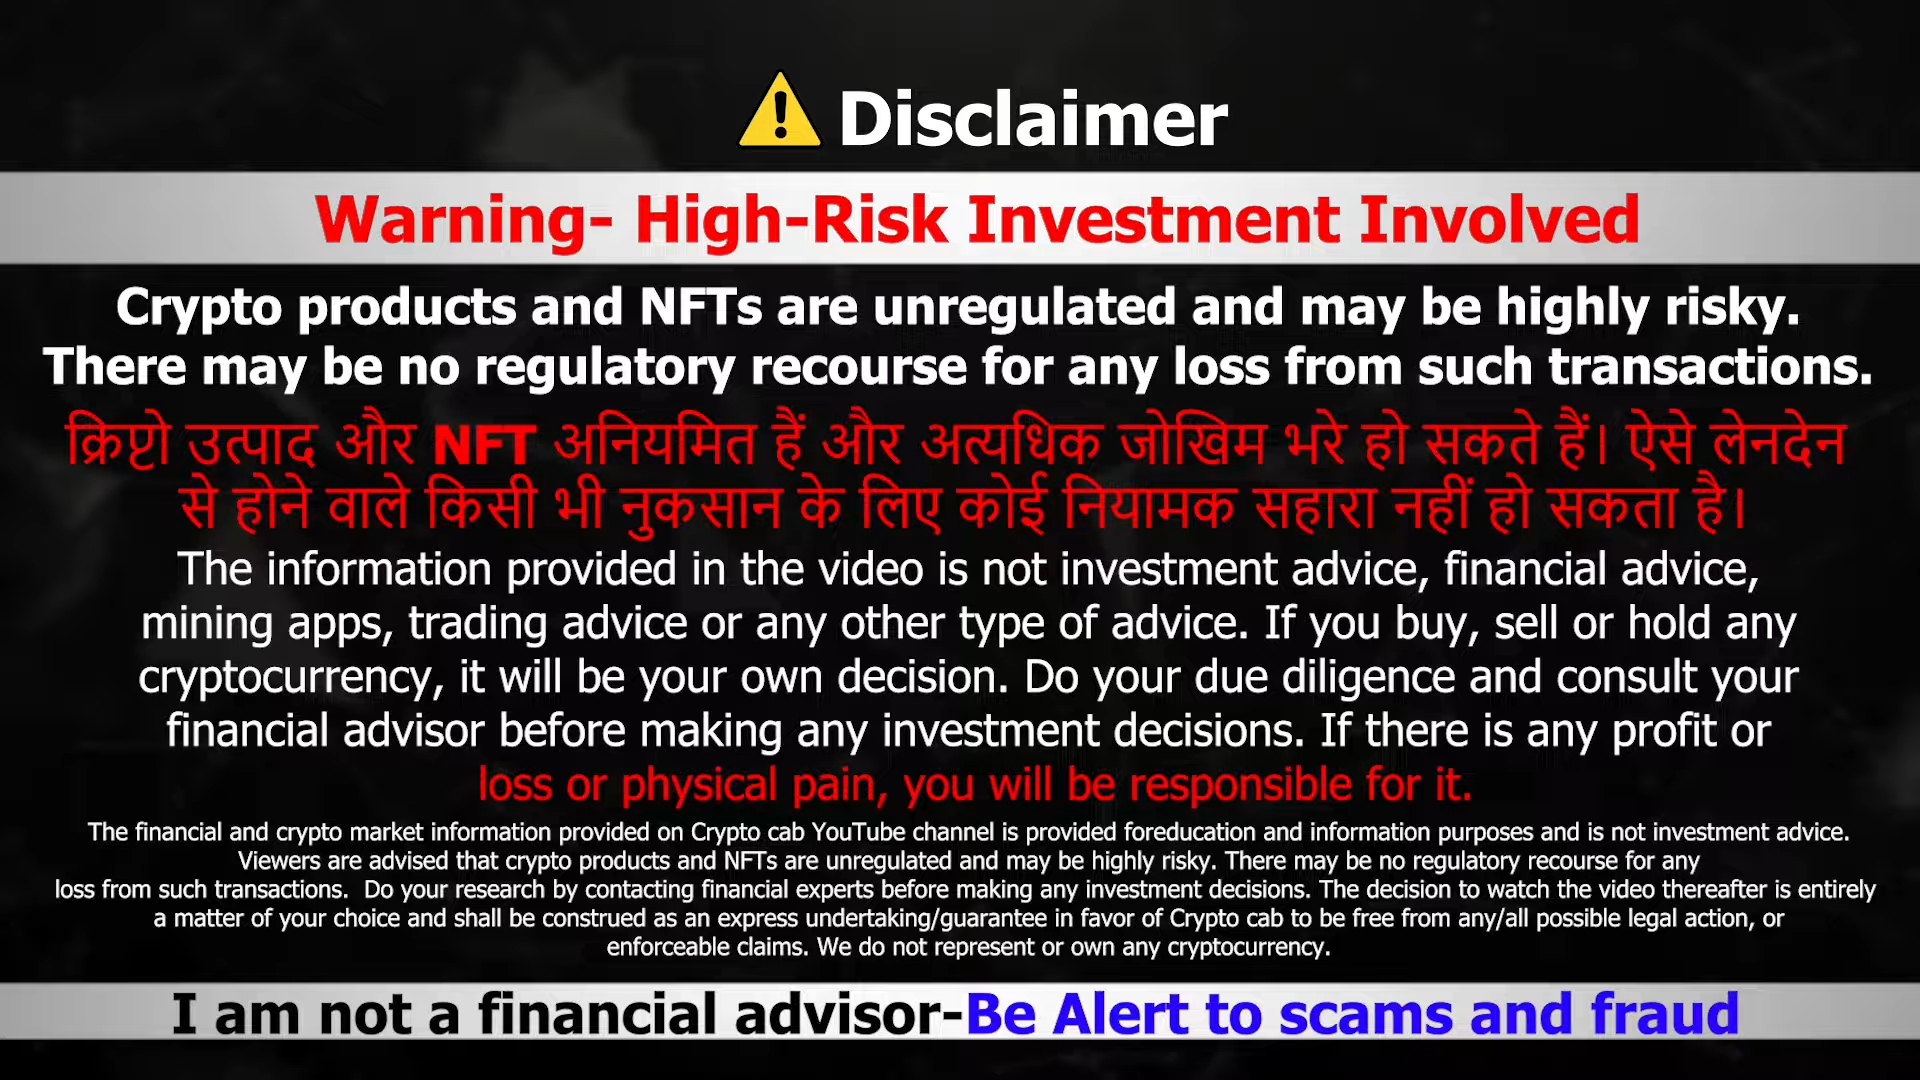 Disclaimer
Warning- High-Risk Investment Involved
Crypto products and NFTs are unregulated and may be highly risky.
There may be no regulatory recourse for any loss from such transactions.
क्रिप्टो उत्पाद और NFT अनियमित हैं और अत्यधिक जोखिम भरे हो सकते हैं। ऐसे लेनदेन
से होने वाले किसी भी नुकसान के लिए कोई नियामक सहारा नहीं हो सकता है।
The information provided in the video is not investment advice, financial advice,
mining apps, trading advice or any other type of advice. If you buy, sell or hold any
cryptocurrency, it will be your own decision. Do your due diligence and consult your
financial advisor before making any investment decisions. If there is any profit or
loss or physical pain, you will be responsible for it.
The financial and crypto market information provided on Crypto cab YouTube channel is provided foreducation and information purposes and is not investment advice.
Viewers are advised that crypto products and NFTs are unregulated and may be highly risky. There may be no regulatory recourse for any
loss from such transactions.  Do your research by contacting financial experts before making any investment decisions. The decision to watch the video thereafter is entirely
a matter of your choice and shall be construed as an express undertaking/guarantee in favor of Crypto cab to be free from any/all possible legal action, or
enforceable claims. We do not represent or own any cryptocurrency.
I am not a financial advisor-Be Alert to scams and fraud